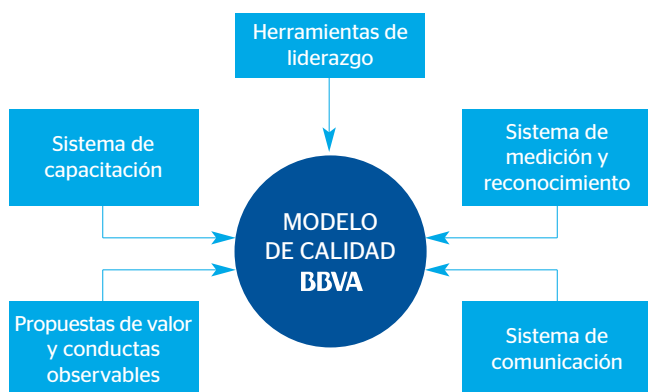 Herramientas de
liderazgo
Sistema de
capacitación
Sistema de
medición y
reconocimiento
MODELO
DE CALIDAD
BBVA
Propuestas de valor
y conductas
observables
Sistema de
comunicación